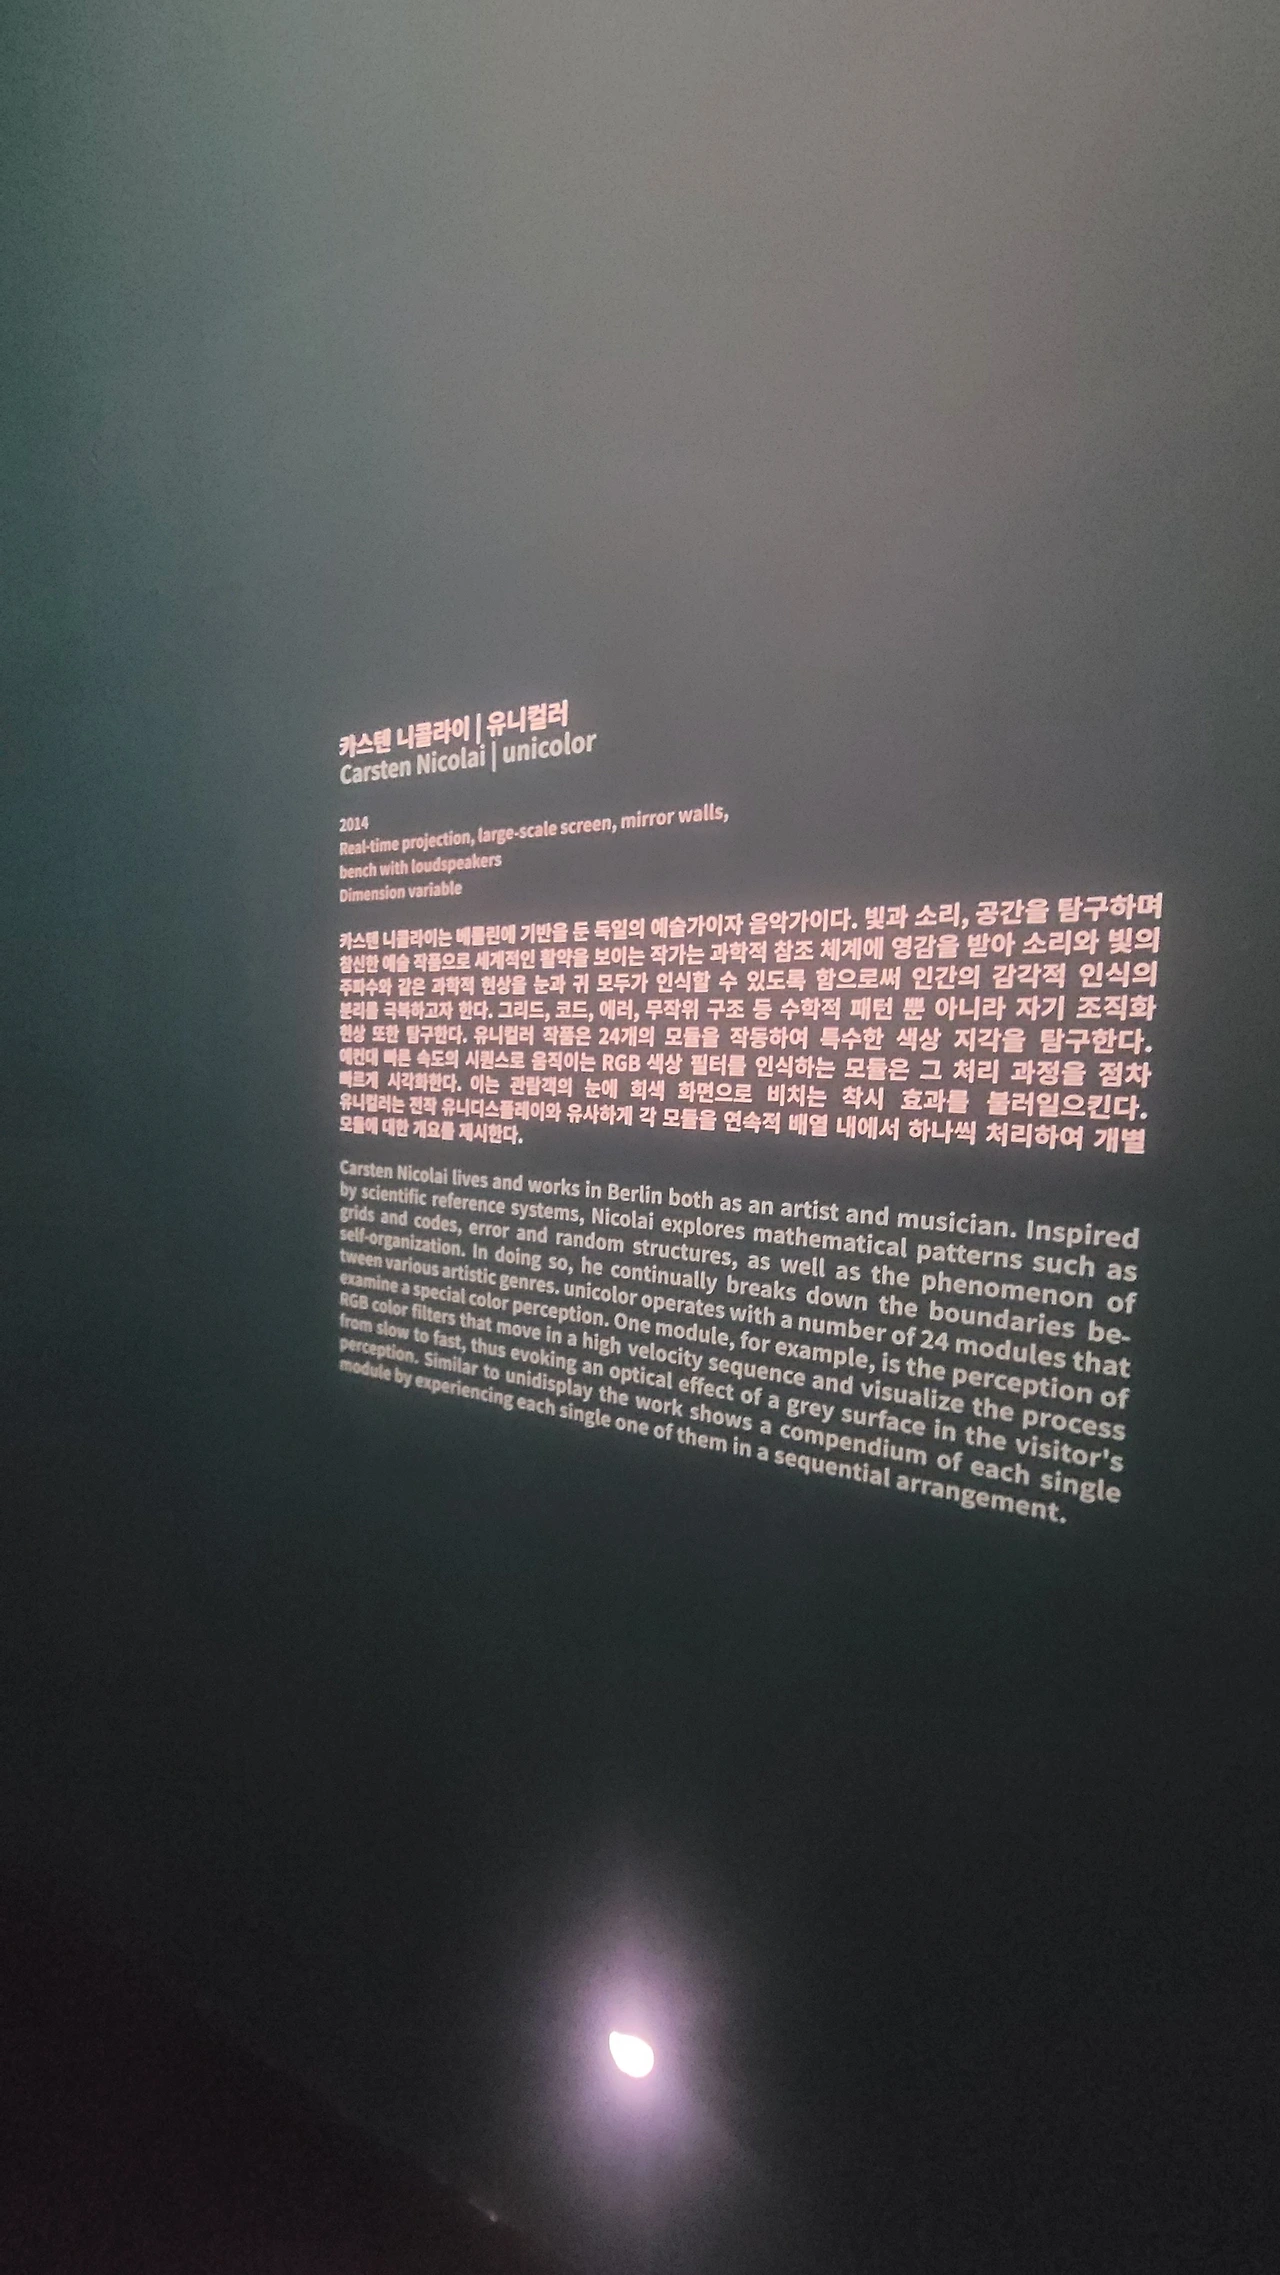 카스텐 니콜라이 | 유니컬러
Carsten Nicolai | unicolor
2014
Real-time projection, large-scale screen, mirror walls,
bench with loudspeakers
Dimension variable
카스텐 니콜라이는 베를린에 기반을 둔 독일의 예술가이자 음악가이다. 빛과 소리, 공간을 탐구하며
참신한 예술 작품으로 세계적인 활약을 보이는 작가는 과학적 참조 체계에 영감을 받아 소리와 빛의
주파수와 같은 과학적 현상을 눈과 귀 모두가 인식할 수 있도록 함으로써 인간의 감각적 인식의
분리를 극복하고자 한다. 그리드, 코드, 에러, 무작위 구조 등 수학적 패턴 뿐 아니라 자기 조직화
현상 또한 탐구한다. 유니컬러 작품은 24개의 모듈을 작동하여 특수한 색상 지각을 탐구한다.
예컨대 빠른 속도의 시퀀스로 움직이는 RGB 색상 필터를 인식하는 모듈은 그 처리 과정을 점차
빠르게 시각화한다. 이는 관람객의 눈에 회색 화면으로 비치는 착시 효과를 불러일으킨다.
유니컬러는 전작 유니디스플레이와 유사하게 각 모듈을 연속적 배열 내에서 하나씩 처리하여 개별
모듈에 대한 개요를 제시한다.
Carsten Nicolai lives and works in Berlin both as an artist and musician. Inspired
by scientific reference systems, Nicolai explores mathematical patterns such as
grids and codes, error and random structures, as well as the phenomenon of
self-organization. In doing so, he continually breaks down the boundaries be-
tween various artistic genres. unicolor operates with a number of 24 modules that
examine a special color perception. One module, for example, is the perception of
RGB color filters that move in a high velocity sequence and visualize the process
from slow to fast, thus evoking an optical effect of a grey surface in the visitor's
perception. Similar to unidisplay the work shows a compendium of each single
module by experiencing each single one of them in a sequential arrangement.